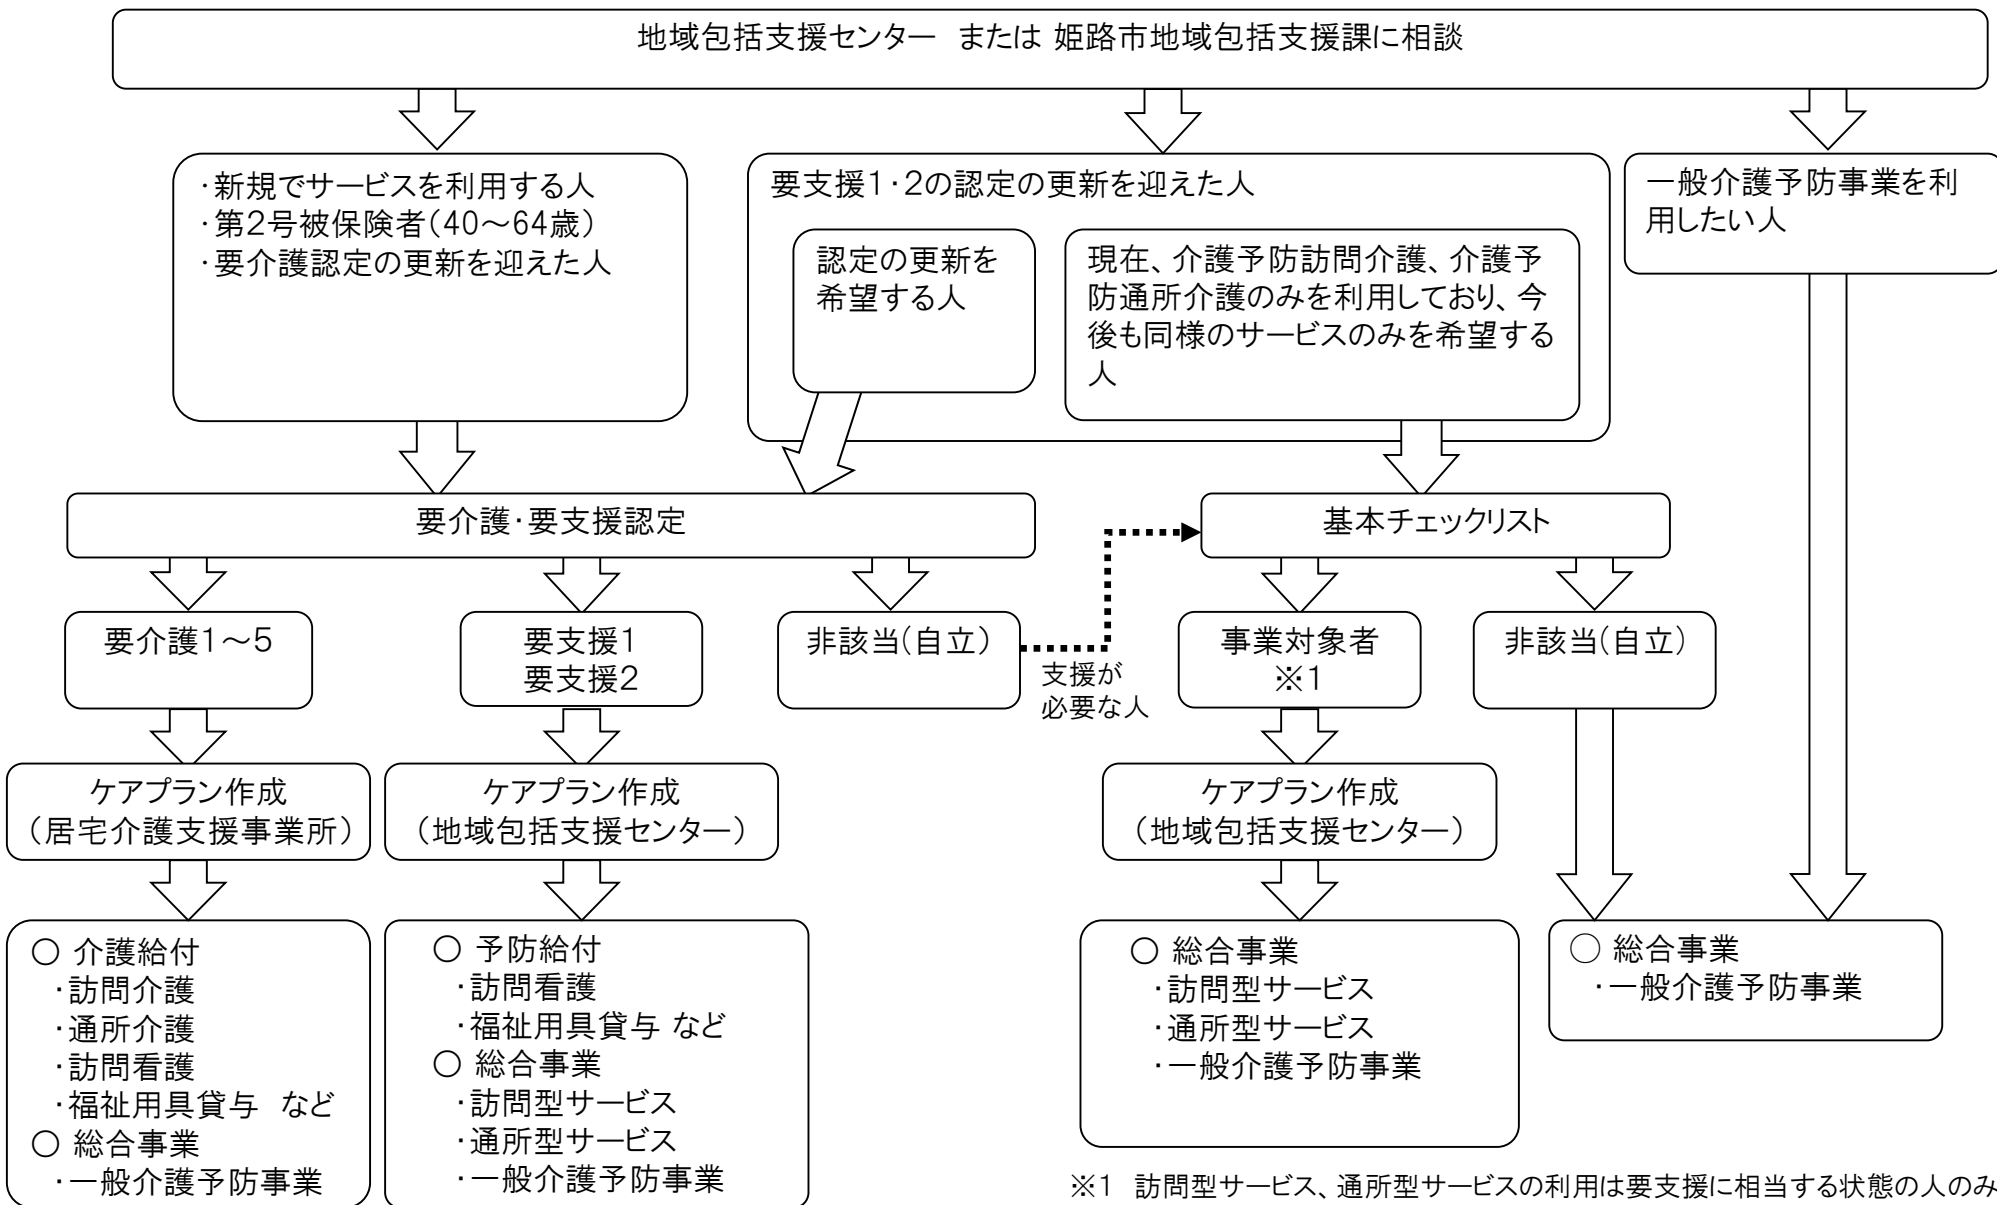 地域包括支援センター または 姫路市地域包括支援課に相談
・新規でサービスを利用する人
・第2号被保険者(40～64歳)
・要介護認定の更新を迎えた人
要支援1・2の認定の更新を迎えた人
認定の更新を
希望する人
現在、介護予防訪問介護、介護予
防通所介護のみを利用しており、今
後も同様のサービスのみを希望する
人
一般介護予防事業を利
用したい人
要介護・要支援認定
基本チェックリスト
要介護1～5
要支援1
要支援2
非該当(自立)
支援が
必要な人
事業対象者
※1
非該当(自立)
ケアプラン作成
(居宅介護支援事業所)
ケアプラン作成
(地域包括支援センター)
ケアプラン作成
(地域包括支援センター)
○ 介護給付
・訪問介護
・通所介護
・訪問看護
・福祉用具貸与 など
○ 総合事業
・一般介護予防事業
○ 予防給付
・訪問看護
・福祉用具貸与 など
○ 総合事業
・訪問型サービス
・通所型サービス
・一般介護予防事業
○ 総合事業
・訪問型サービス
・通所型サービス
・一般介護予防事業
○ 総合事業
・一般介護予防事業
※1 訪問型サービス、通所型サービスの利用は要支援に相当する状態の人のみ